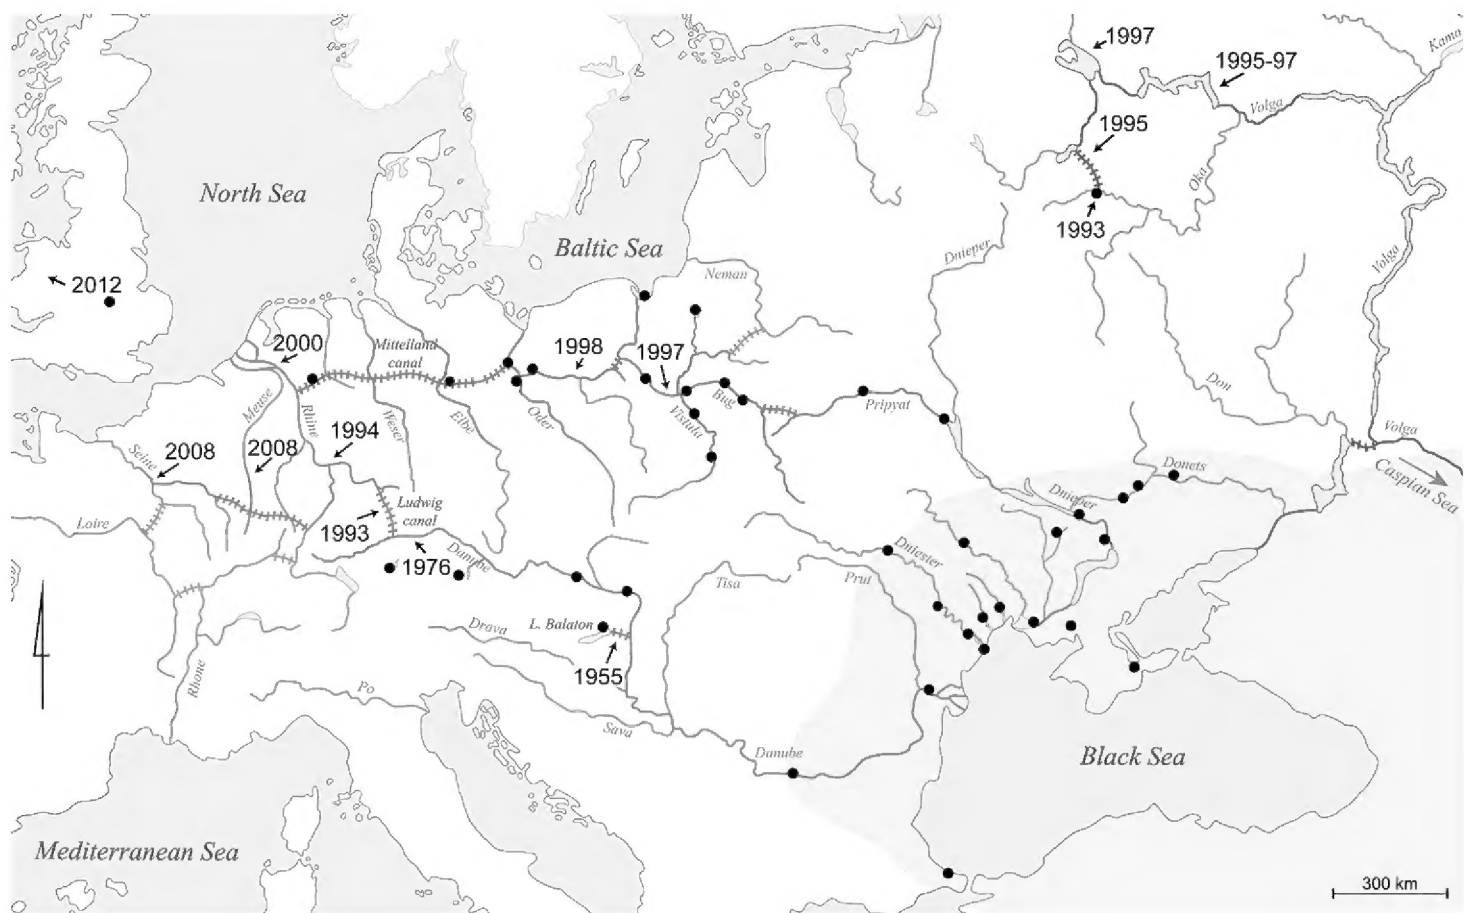 1997
Kama
1995-97
Volga
1995
North Sea
Oka
1993
Baltic Sea
Dnieper
Neman
Volga
2012
2000
Mittelland
canal
1998
1997
Meuse
Rhine
Weser
Elbe
Oder
Vistula
Bug
Pripyat
Don
Seine
2008
2008
1994
Volga
Caspian Sea
Donets
Dnieper
Loire
Ludwig
canal
1993
1976
Danube
Dniester
Prut
Tisa
Drava
L. Balaton
1955
Rhone
Po
Sava
Danube
Black Sea
Mediterranean Sea
300 km